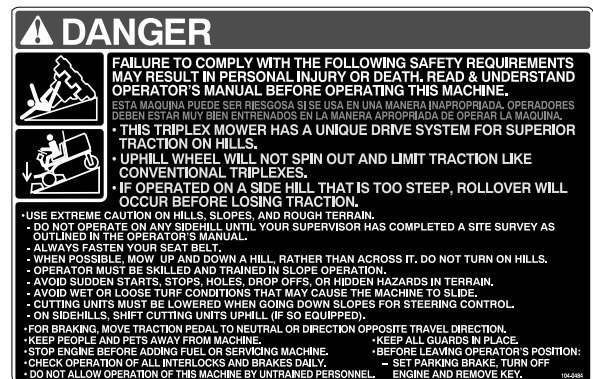 DANGER
FAILURE TO COMPLY WITH THE FOLLOWING SAFETY REQUIREMENTS
MAY RESULT IN PERSONAL INJURY OR DEATH. READ & UNDERSTAND
OPERATOR'S MANUAL BEFORE OPERATING THIS MACHINE.
ESTA MAQUINA PUEDE SER RIESGOSA SI SE USA EN UNA MANERA INAPROPRIADA. OPERADORES
DEBEN ESTAR MUY BIEN ENTRENADOS EN LA MANERA APROPRIADA DE OPERAR LA MAQUINA.
• THIS TRIPLEX MOWER HAS A UNIQUE DRIVE SYSTEM FOR SUPERIOR
TRACTION ON HILLS.
• UPHILL WHEEL WILL NOT SPIN OUT AND LIMIT TRACTION LIKE
CONVENTIONAL TRIPLEXES.
• IF OPERATED ON A SIDE HILL THAT IS TOO STEEP, ROLLOVER WILL
OCCUR BEFORE LOSING TRACTION.
• USE EXTREME CAUTION ON HILLS, SLOPES, AND ROUGH TERRAIN.
- DO NOT OPERATE ON ANY SIDEHILL UNTIL YOUR SUPERVISOR HAS COMPLETED A SITE SURVEY AS
OUTLINED IN THE OPERATOR'S MANUAL.
- ALWAYS FASTEN YOUR SEAT BELT.
- WHEN POSSIBLE, MOW UP AND DOWN A HILL, RATHER THAN ACROSS IT. DO NOT TURN ON HILLS.
- OPERATOR MUST BE SKILLED AND TRAINED IN SLOPE OPERATION.
- AVOID SUDDEN STARTS, STOPS, HOLES, DROP OFFS, OR HIDDEN HAZARDS IN TERRAIN.
- AVOID WET OR LOOSE TURF CONDITIONS THAT MAY CAUSE THE MACHINE TO SLIDE.
- CUTTING UNITS MUST BE LOWERED WHEN GOING DOWN SLOPES FOR STEERING CONTROL.
- ON SIDEHILLS, SHIFT CUTTING UNITS UPHILL (IF SO EQUIPPED).
• FOR BRAKING, MOVE TRACTION PEDAL TO NEUTRAL OR DIRECTION OPPOSITE TRAVEL DIRECTION.
• KEEP PEOPLE AND PETS AWAY FROM MACHINE.
• STOP ENGINE BEFORE ADDING FUEL OR SERVICING MACHINE.
• CHECK OPERATION OF ALL INTERLOCKS AND BRAKES DAILY.
• DO NOT ALLOW OPERATION OF THIS MACHINE BY UNTRAINED PERSONNEL.
• KEEP ALL GUARDS IN PLACE.
• BEFORE LEAVING OPERATOR'S POSITION:
- SET PARKING BRAKE, TURN OFF
ENGINE AND REMOVE KEY.
104-0484